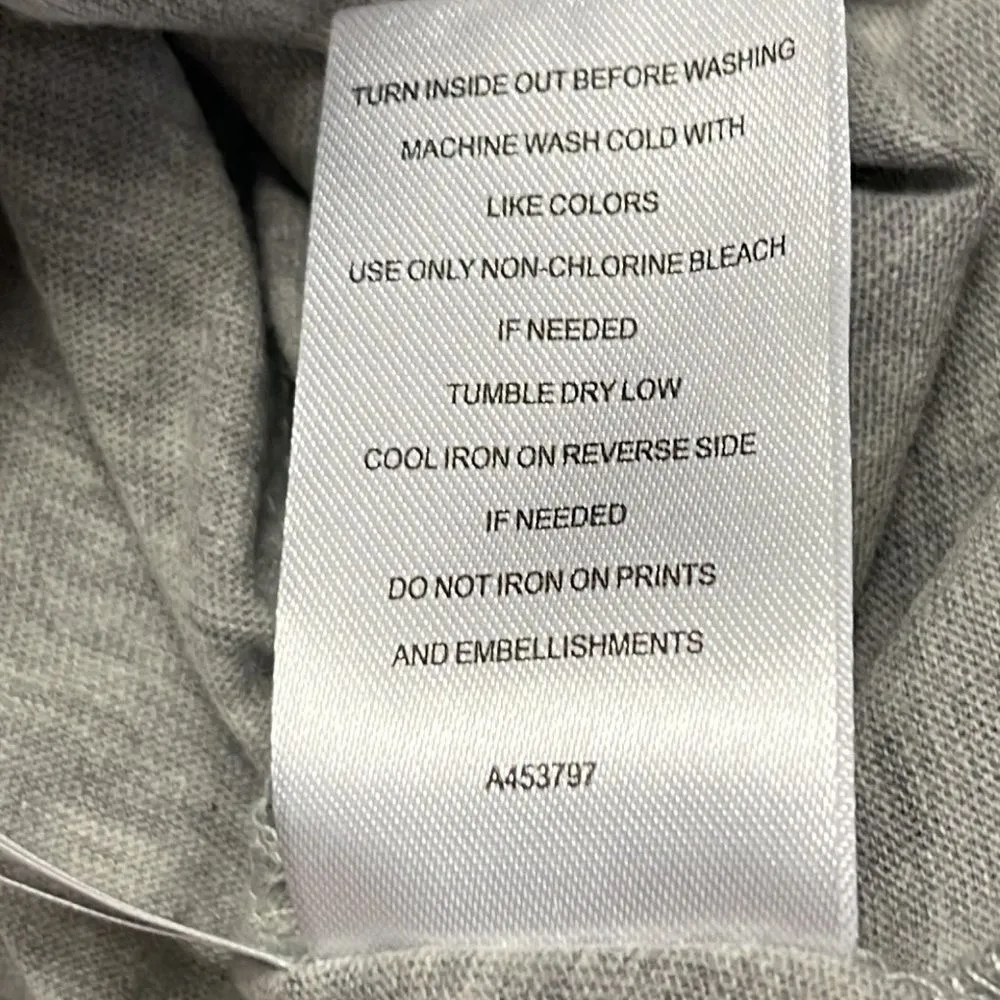 TURN INSIDE OUT BEFORE WASHING
MACHINE WASH COLD WITH
LIKE COLORS
USE ONLY NON-CHLORINE BLEACH
IF NEEDED
TUMBLE DRY LOW
COOL IRON ON REVERSE SIDE
IF NEEDED
DO NOT IRON ON PRINTS
AND EMBELLISHMENTS
A453797